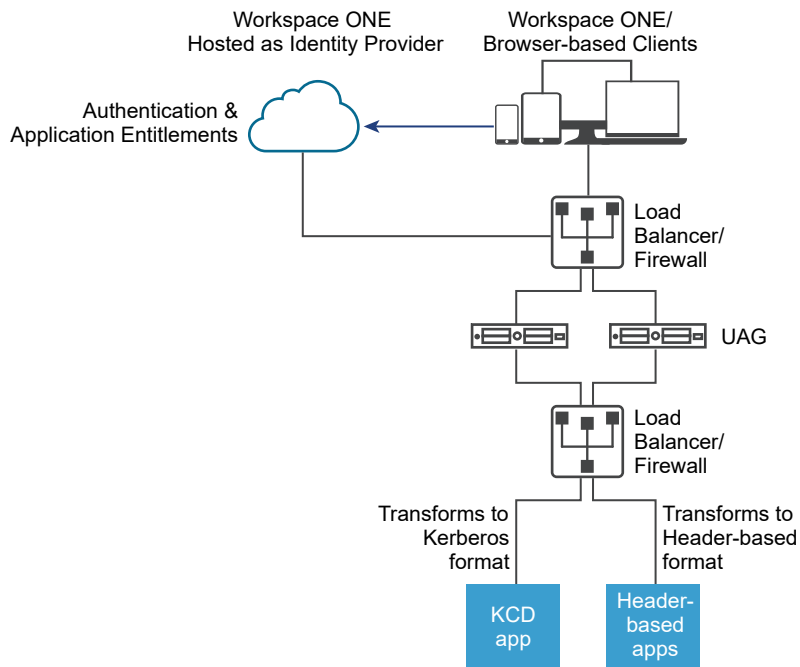 Workspace ONE
Hosted as Identity Provider
Workspace ONE/
Browser-based Clients
Authentication &
Application Entitlements
Load
Balancer/
Firewall
UAG
Load
Balancer/
Firewall
Transforms to
Kerberos
format
Transforms to
Header-based
format
KCD
app
Header-
based
apps